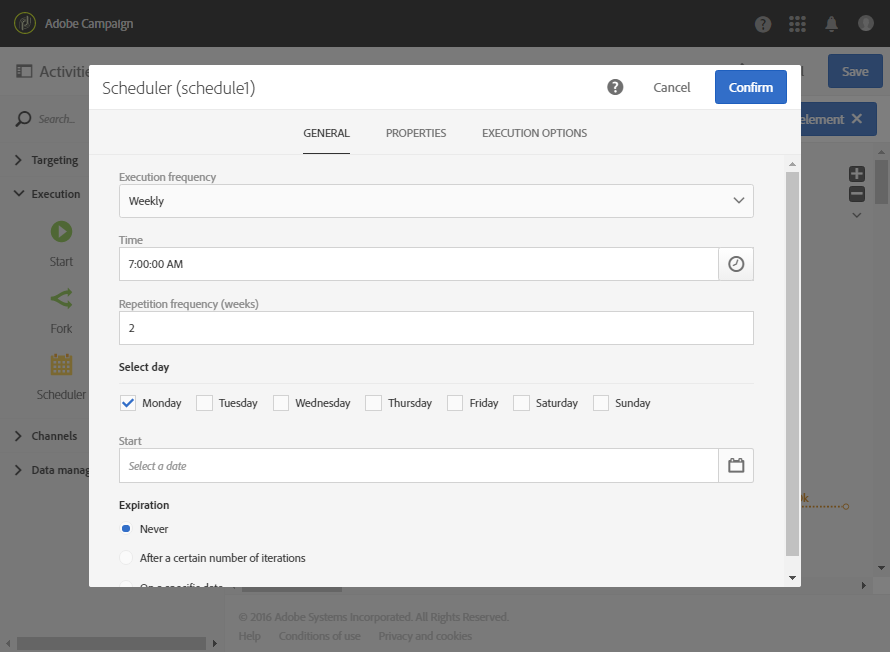 Adobe Campaign
Activitie
Save
Scheduler (schedule1)
Cancel
Confirm
Search...
element
GENERAL PROPERTIES EXECUTION OPTIONS
Targeting
Execution frequency
Weekly
Execution
Time
7:00:00 AM
Start
Repetition frequency (weeks)
2
Fork
Select day
Scheduler
Monday Tuesday Wednesday Thursday Friday Saturday Sunday
Channels
Start
Select a date
Data manag
Expiration
Never
After a certain number of iterations
On a specific date
© 2016 Adobe Systems Incorporated. All Rights Reserved.
Help Conditions of use Privacy and cookies